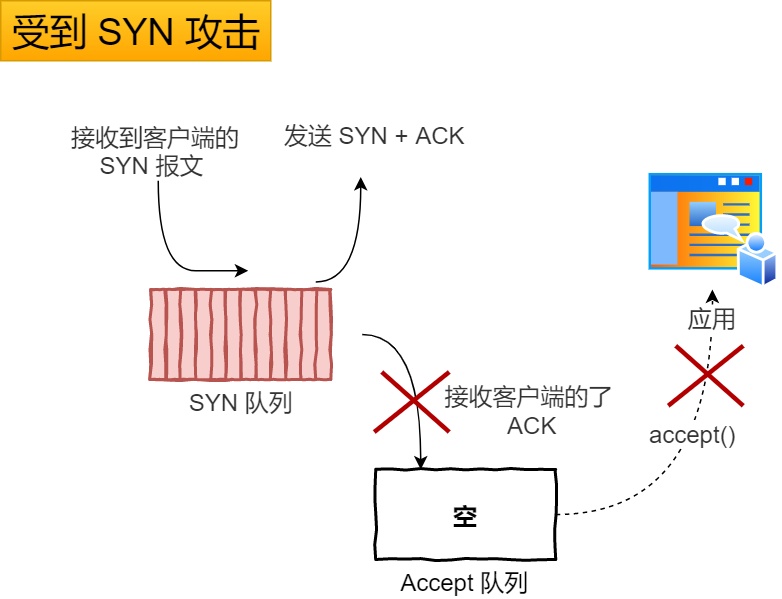 受到 SYN 攻击
接收到客户端的
SYN 报文
发送 SYN + ACK
应用
SYN 队列
接收客户端的了
ACK
accept()
空
Accept 队列